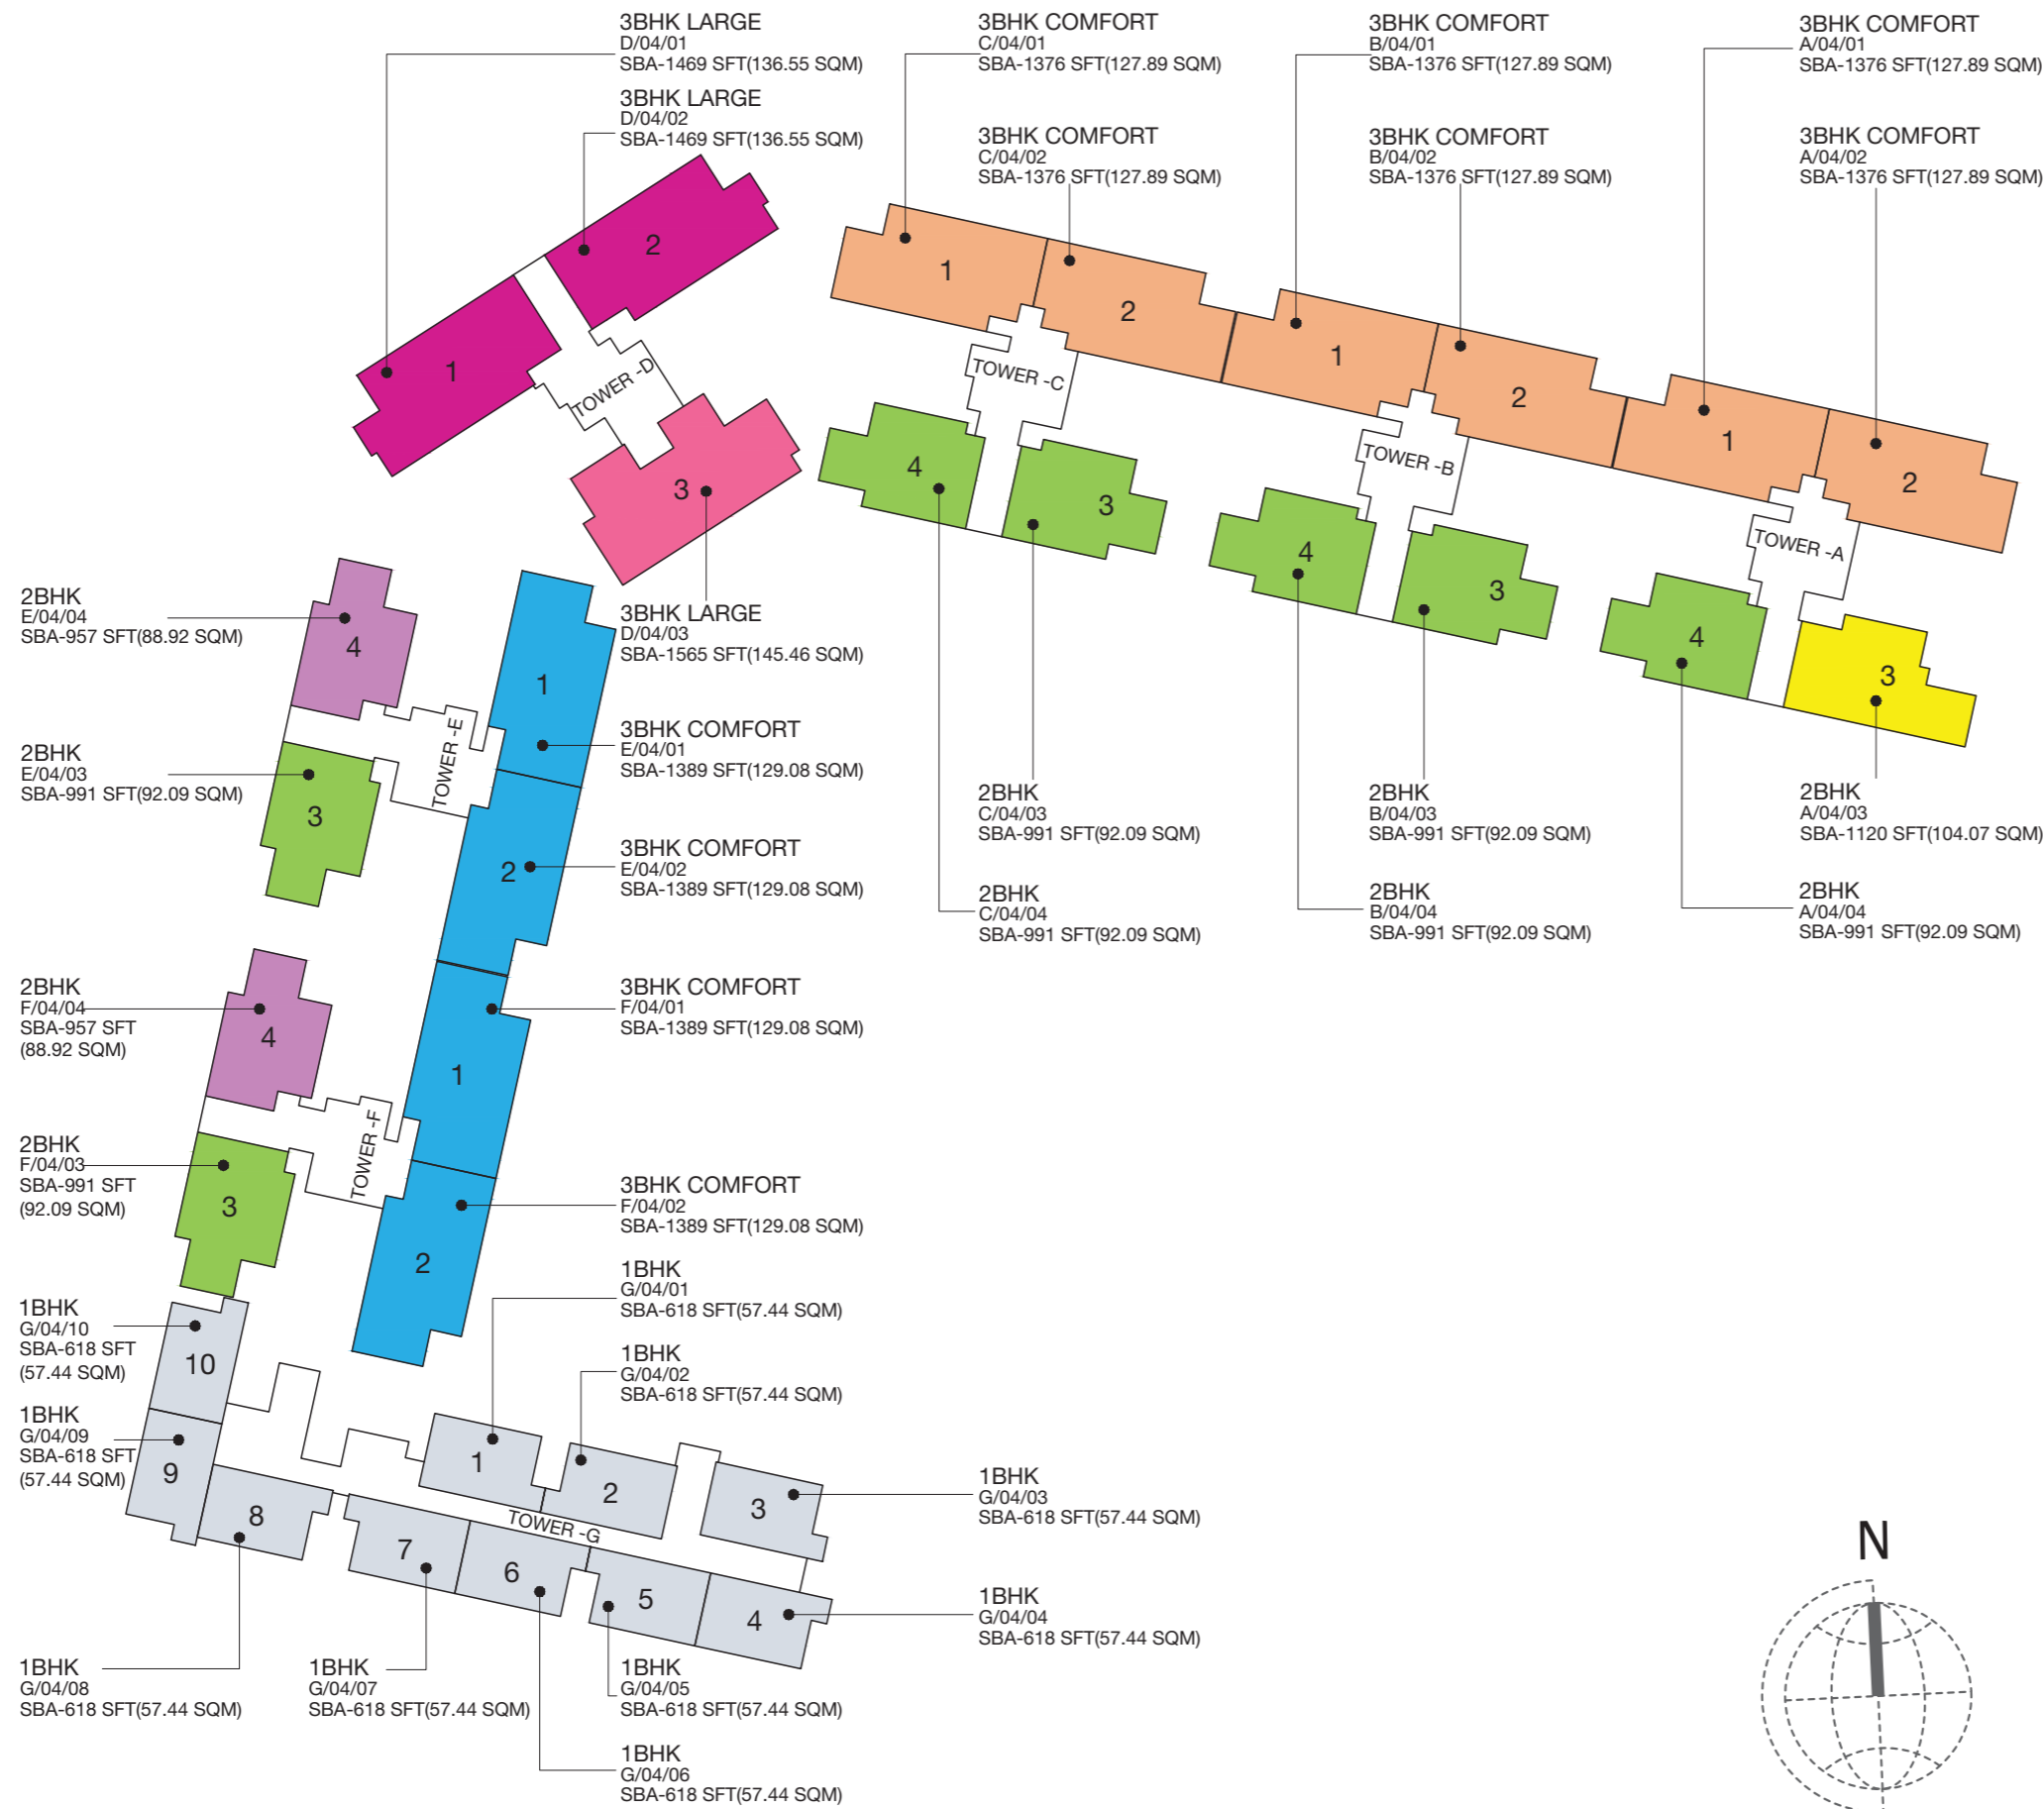 3BHK LARGE
D/04/01
SBA-1469 SFT(136.55 SQM)
3BHK LARGE
D/04/02
SBA-1469 SFT(136.55 SQM)
3BHK COMFORT
C/04/01
SBA-1376 SFT(127.89 SQM)
3BHK COMFORT
C/04/02
SBA-1376 SFT(127.89 SQM)
3BHK COMFORT
B/04/01
SBA-1376 SFT(127.89 SQM)
3BHK COMFORT
B/04/02
SBA-1376 SFT(127.89 SQM)
3BHK COMFORT
A/04/01
SBA-1376 SFT(127.89 SQM)
3BHK COMFORT
A/04/02
SBA-1376 SFT(127.89 SQM)
2
1
TOWER -D
3
1
2
TOWER -C
4
3
1
2
TOWER -B
4
3
1
2
TOWER -A
4
3
2BHK
E/04/04
SBA-957 SFT(88.92 SQM)
2BHK
E/04/03
SBA-991 SFT(92.09 SQM)
4
3
TOWER -E
1
2
3BHK LARGE
D/04/03
SBA-1565 SFT(145.46 SQM)
3BHK COMFORT
E/04/01
SBA-1389 SFT(129.08 SQM)
3BHK COMFORT
E/04/02
SBA-1389 SFT(129.08 SQM)
2BHK
C/04/03
SBA-991 SFT(92.09 SQM)
2BHK
C/04/04
SBA-991 SFT(92.09 SQM)
2BHK
B/04/03
SBA-991 SFT(92.09 SQM)
2BHK
B/04/04
SBA-991 SFT(92.09 SQM)
2BHK
A/04/03
SBA-1120 SFT(104.07 SQM)
2BHK
A/04/04
SBA-991 SFT(92.09 SQM)
2BHK
F/04/04
SBA-957 SFT
(88.92 SQM)
2BHK
F/04/03
SBA-991 SFT
(92.09 SQM)
4
3
TOWER -F
1
2
3BHK COMFORT
F/04/01
SBA-1389 SFT(129.08 SQM)
3BHK COMFORT
F/04/02
SBA-1389 SFT(129.08 SQM)
1BHK
G/04/01
SBA-618 SFT(57.44 SQM)
1BHK
G/04/02
SBA-618 SFT(57.44 SQM)
1BHK
G/04/10
SBA-618 SFT
(57.44 SQM)
1BHK
G/04/09
SBA-618 SFT
(57.44 SQM)
10
9
8
7
6
5
4
1
2
3
TOWER -G
1BHK
G/04/03
SBA-618 SFT(57.44 SQM)
1BHK
G/04/04
SBA-618 SFT(57.44 SQM)
1BHK
G/04/08
SBA-618 SFT(57.44 SQM)
1BHK
G/04/07
SBA-618 SFT(57.44 SQM)
1BHK
G/04/05
SBA-618 SFT(57.44 SQM)
1BHK
G/04/06
SBA-618 SFT(57.44 SQM)
N